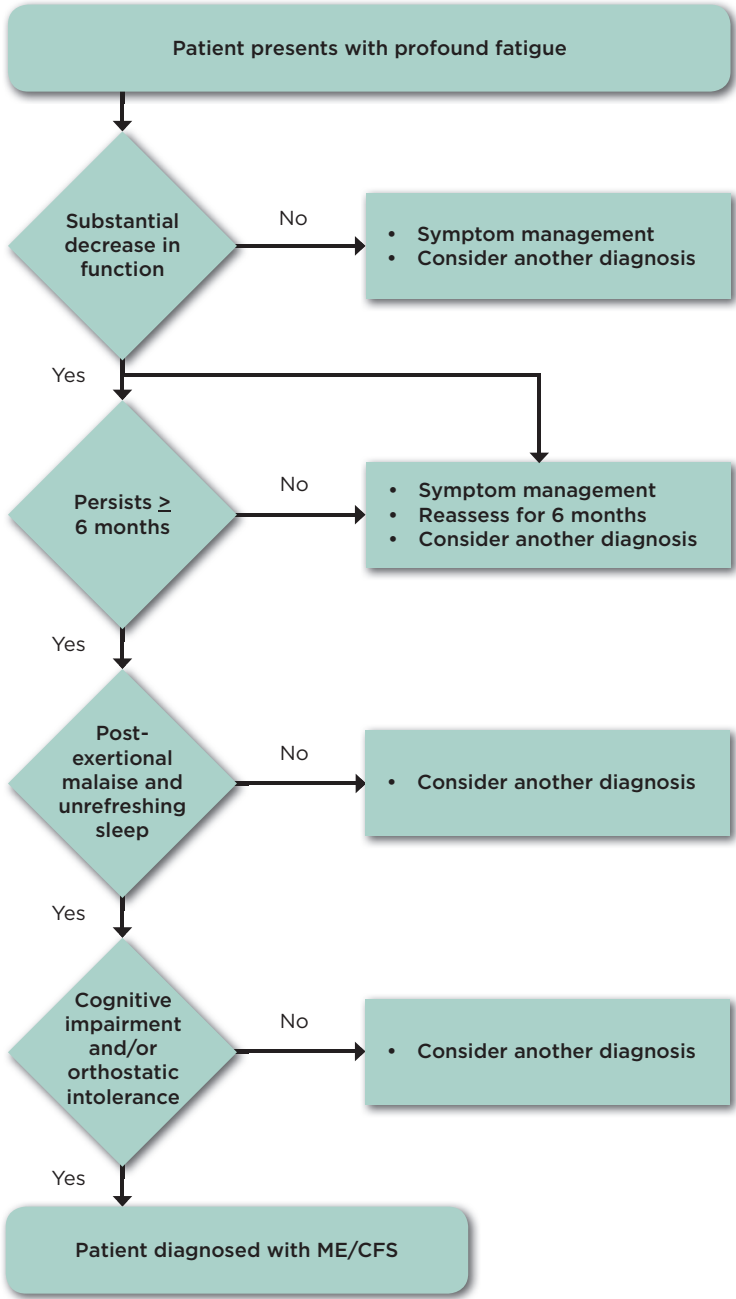 Patient presents with profound fatigue
Substantial
decrease in
function
No
• Symptom management
• Consider another diagnosis
Yes
Persists ≥
6 months
No
• Symptom management
• Reassess for 6 months
• Consider another diagnosis
Yes
Post-
exertional
malaise and
unrefreshing
sleep
No
• Consider another diagnosis
Yes
Cognitive
impairment
and/or
orthostatic
intolerance
No
• Consider another diagnosis
Yes
Patient diagnosed with ME/CFS